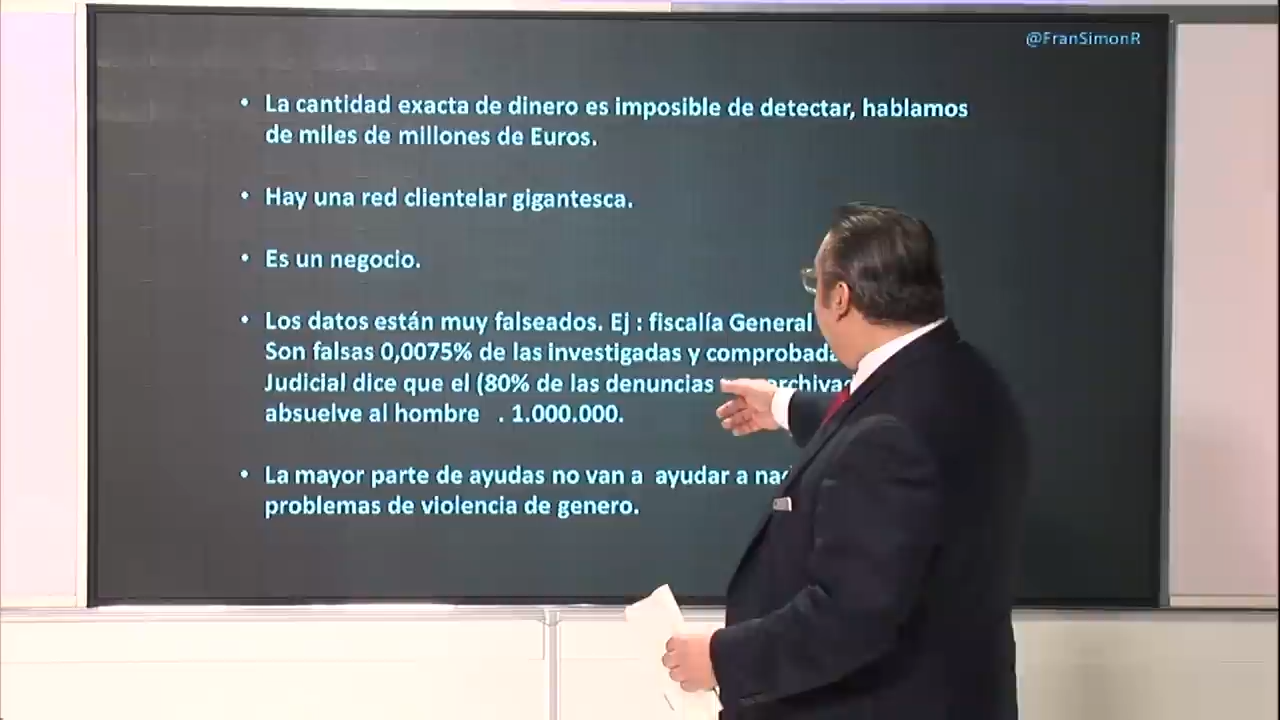 @FranSimonR
• La cantidad exacta de dinero es imposible de detectar, hablamos
de miles de millones de Euros.
• Hay una red clientelar gigantesca.
• Es un negocio.
• Los datos están muy falseados. Ej : fiscalía General
Son falsas 0,0075% de las investigadas y
Judicial dice que el (80% de las denuncias
absuelve al hombre . 1.000.000.
• La mayor parte de ayudas no van a ayudar a
problemas de violencia de genero.